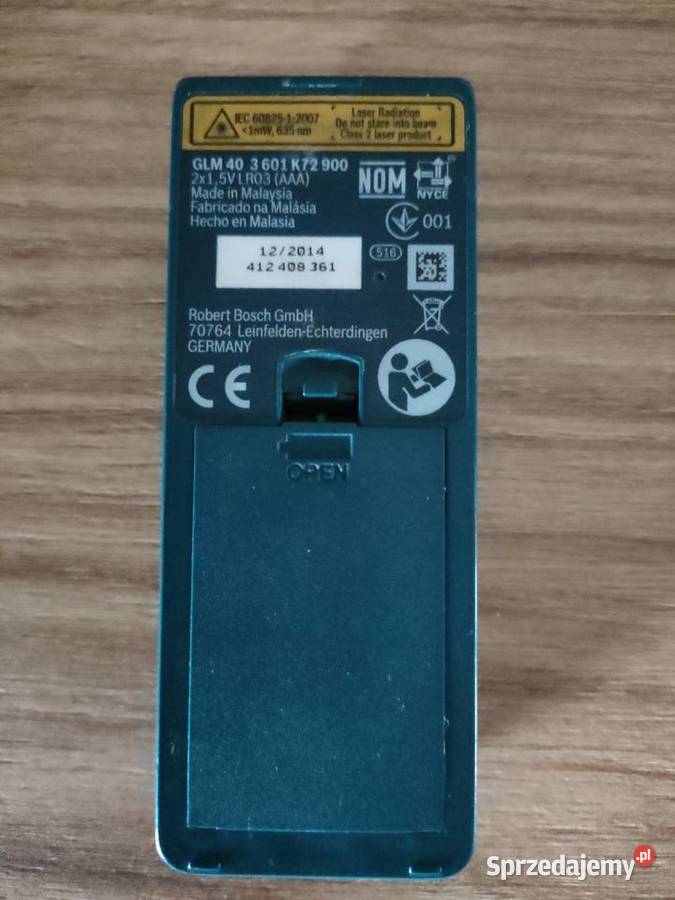 IEC 60825-1:2007
<1mW, 635 nm
Laser Radiation
Do not stare into beam
Class 2 laser product
GLM 40 3 601 K72 900
2x1,5V LR03 (AAA)
Made in Malaysia
Fabricado na Malásia
Hecho en Malasia
NOM
NYCE
001
12/2014
412 408 361
516
Robert Bosch GmbH
70764 Leinfelden-Echterdingen
GERMANY
CE
OPEN
Sprzedajemy.pl